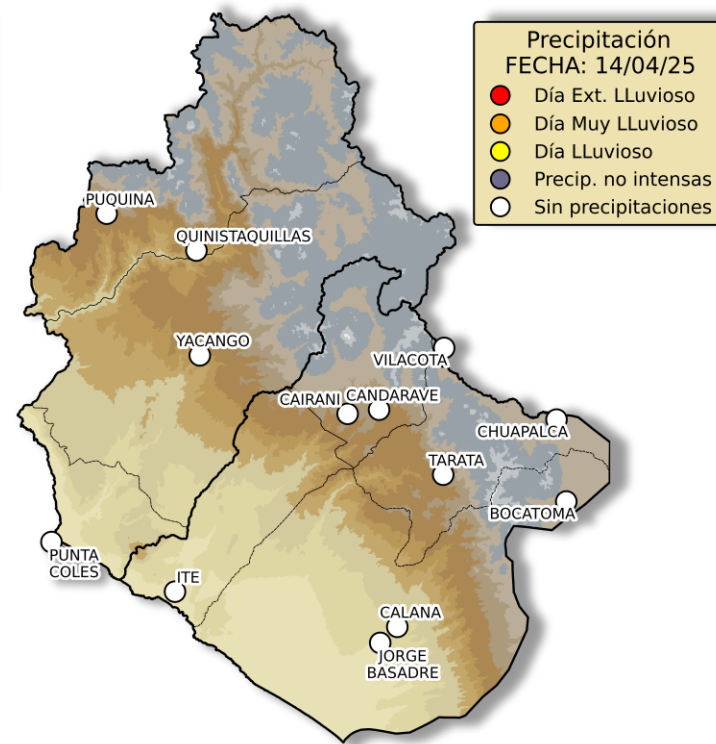 Precipitación
FECHA: 14/04/25
Día Ext. LLuvioso
Día Muy LLuvioso
Día LLuvioso
Precip. no intensas
Sin precipitaciones
PUQUINA
QUINISTAQUILLAS
YACANGO
VILACOTA
CAIRANI
CANDARAVE
CHUAPALCA
TARATA
BOCATOMA
PUNTA
COLES
ITE
CALANA
JORGE
BASADRE